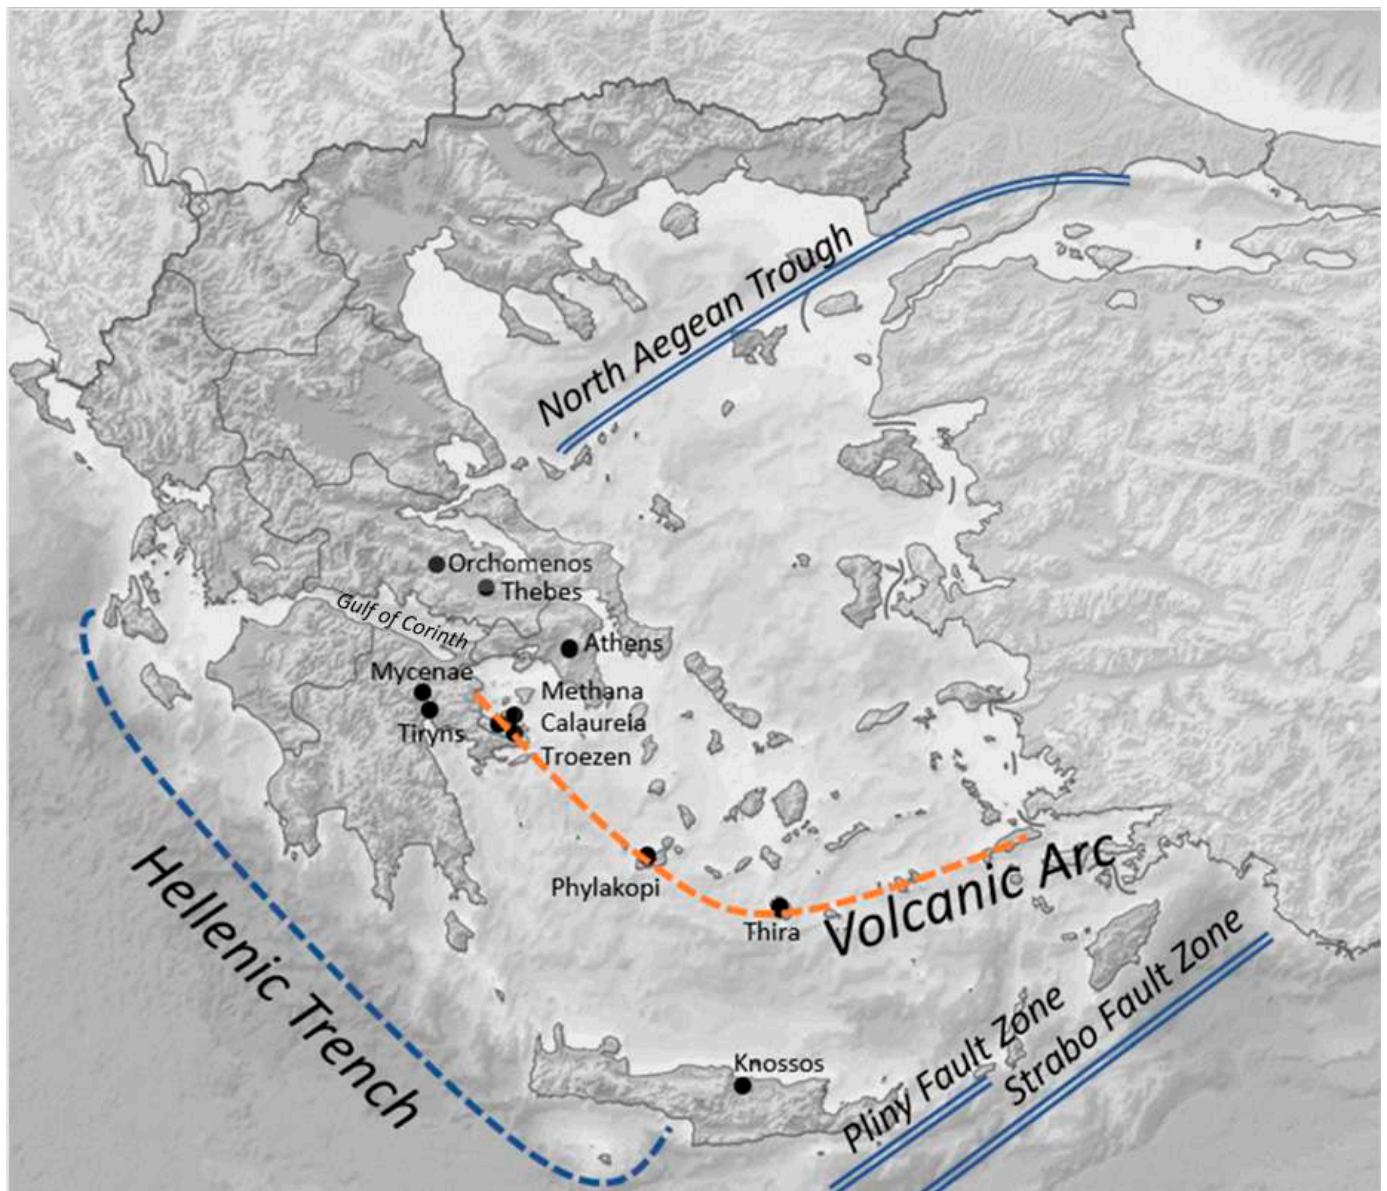 North Aegean Trough
Orchomenos
Thebes
Gulf of Corinth
Athens
Mycenae
Methana
Calaureia
Tiryns
Troezen
Phylakopi
Thira
Volcanic Arc
Hellenic Trench
Knossos
Pliny Fault Zone
Strabo Fault Zone